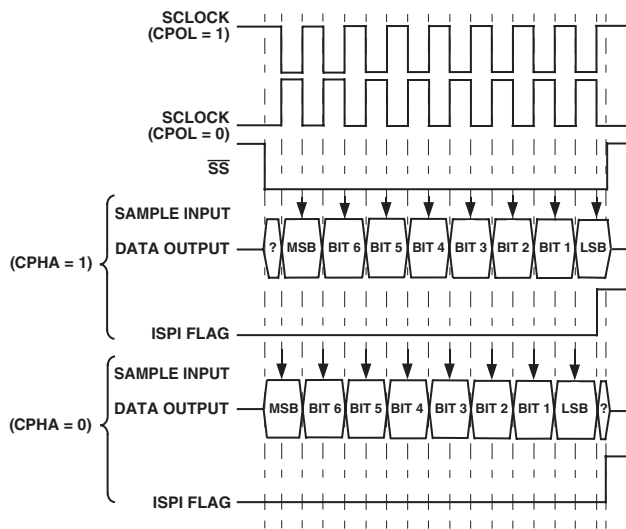 SCLOCK
(CPOL = 1)
SCLOCK
(CPOL = 0)
SS
SAMPLE INPUT
(CPHA = 1)
DATA OUTPUT
? MSB BIT 6 BIT 5 BIT 4 BIT 3 BIT 2 BIT 1 LSB
ISPI FLAG
SAMPLE INPUT
(CPHA = 0)
DATA OUTPUT
MSB BIT 6 BIT 5 BIT 4 BIT 3 BIT 2 BIT 1 LSB ?
ISPI FLAG